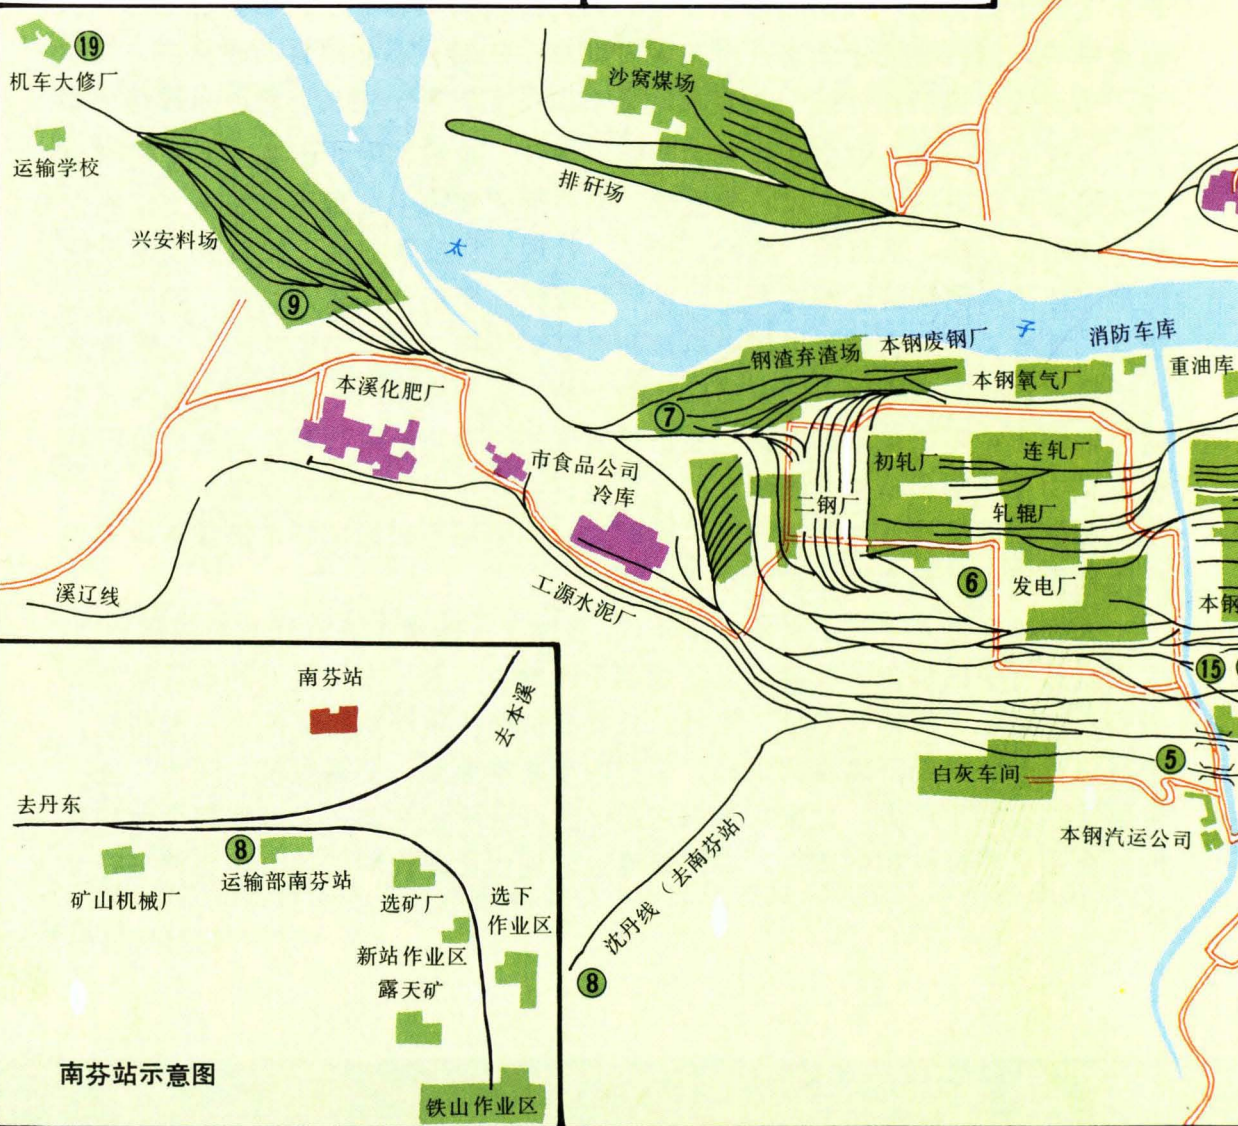 19
机车大修厂
运输学校
兴安料场
9
沙窝煤场
排矸场
太
子
钢渣弃渣场
本钢废钢厂
消防车库
本钢氧气厂
重油库
7
本溪化肥厂
市食品公司
冷库
初轧厂
连轧厂
二钢厂
轧辊厂
6
发电厂
本钢
溪辽线
工源水泥厂
15
5
白灰车间
本钢汽运公司
沈丹线（去南芬站）
8
南芬站
去本溪
去丹东
8
运输部南芬站
矿山机械厂
选矿厂
选下
作业区
新站作业区
露天矿
南芬站示意图
铁山作业区